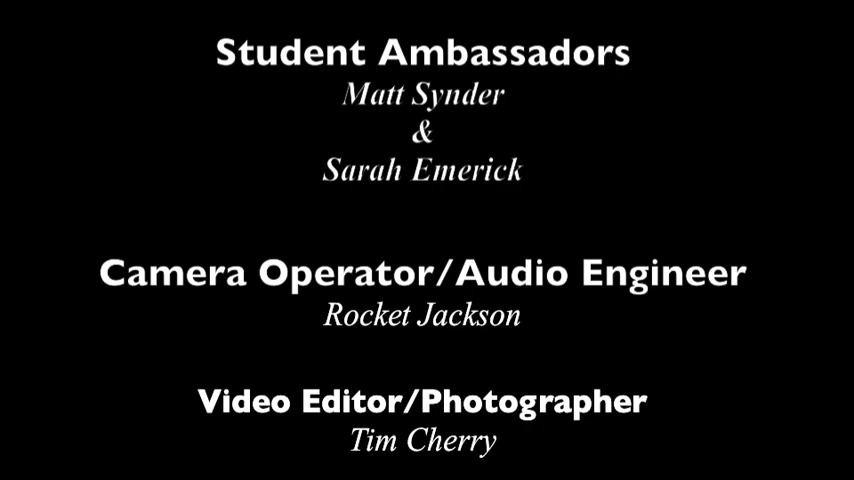 Student Ambassadors
Matt Synder
&
Sarah Emerick
Camera Operator/Audio Engineer
Rocket Jackson
Video Editor/Photographer
Tim Cherry